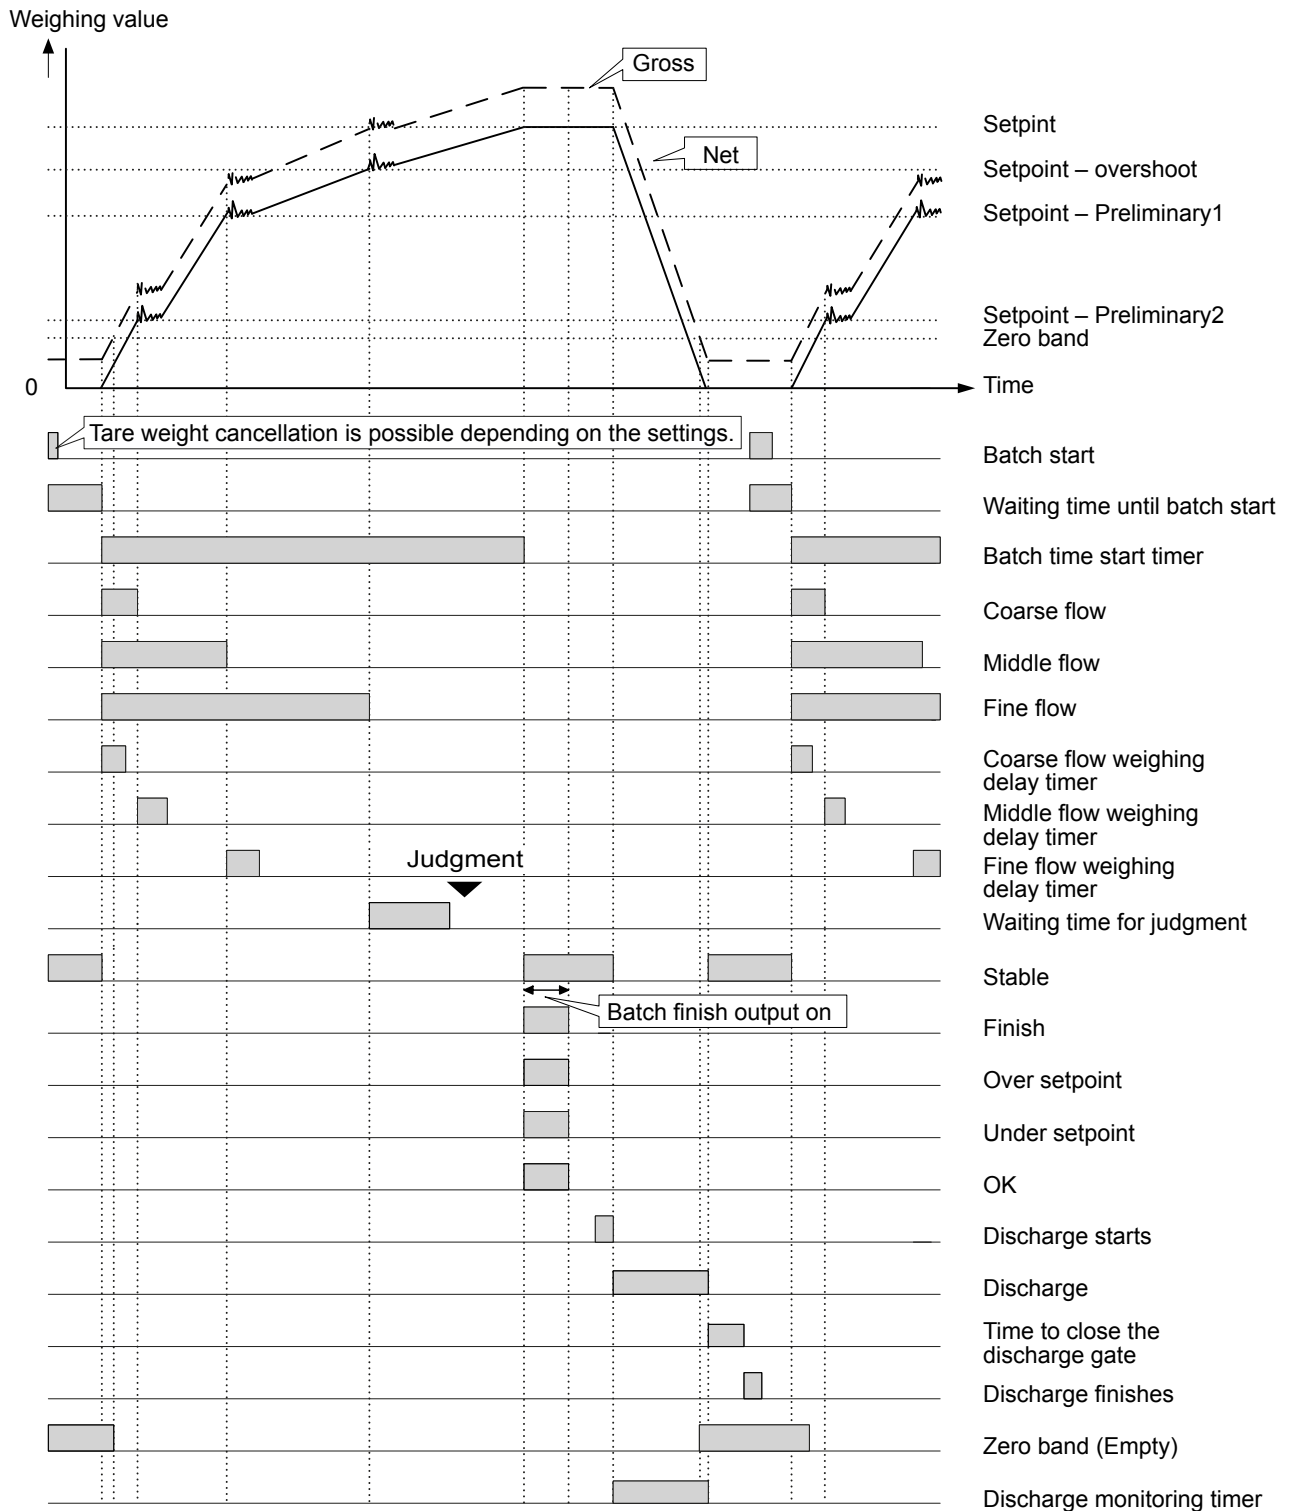 Weighing value
Gross
Setpint
Net
Setpoint – overshoot
Setpoint – Preliminary1
Setpoint – Preliminary2
Zero band
0
Time
Tare weight cancellation is possible depending on the settings.
Batch start
Waiting time until batch start
Batch time start timer
Coarse flow
Middle flow
Fine flow
Coarse flow weighing
delay timer
Middle flow weighing
delay timer
Judgment
Fine flow weighing
delay timer
Waiting time for judgment
Stable
Batch finish output on
Finish
Over setpoint
Under setpoint
OK
Discharge starts
Discharge
Time to close the
discharge gate
Discharge finishes
Zero band (Empty)
Discharge monitoring timer